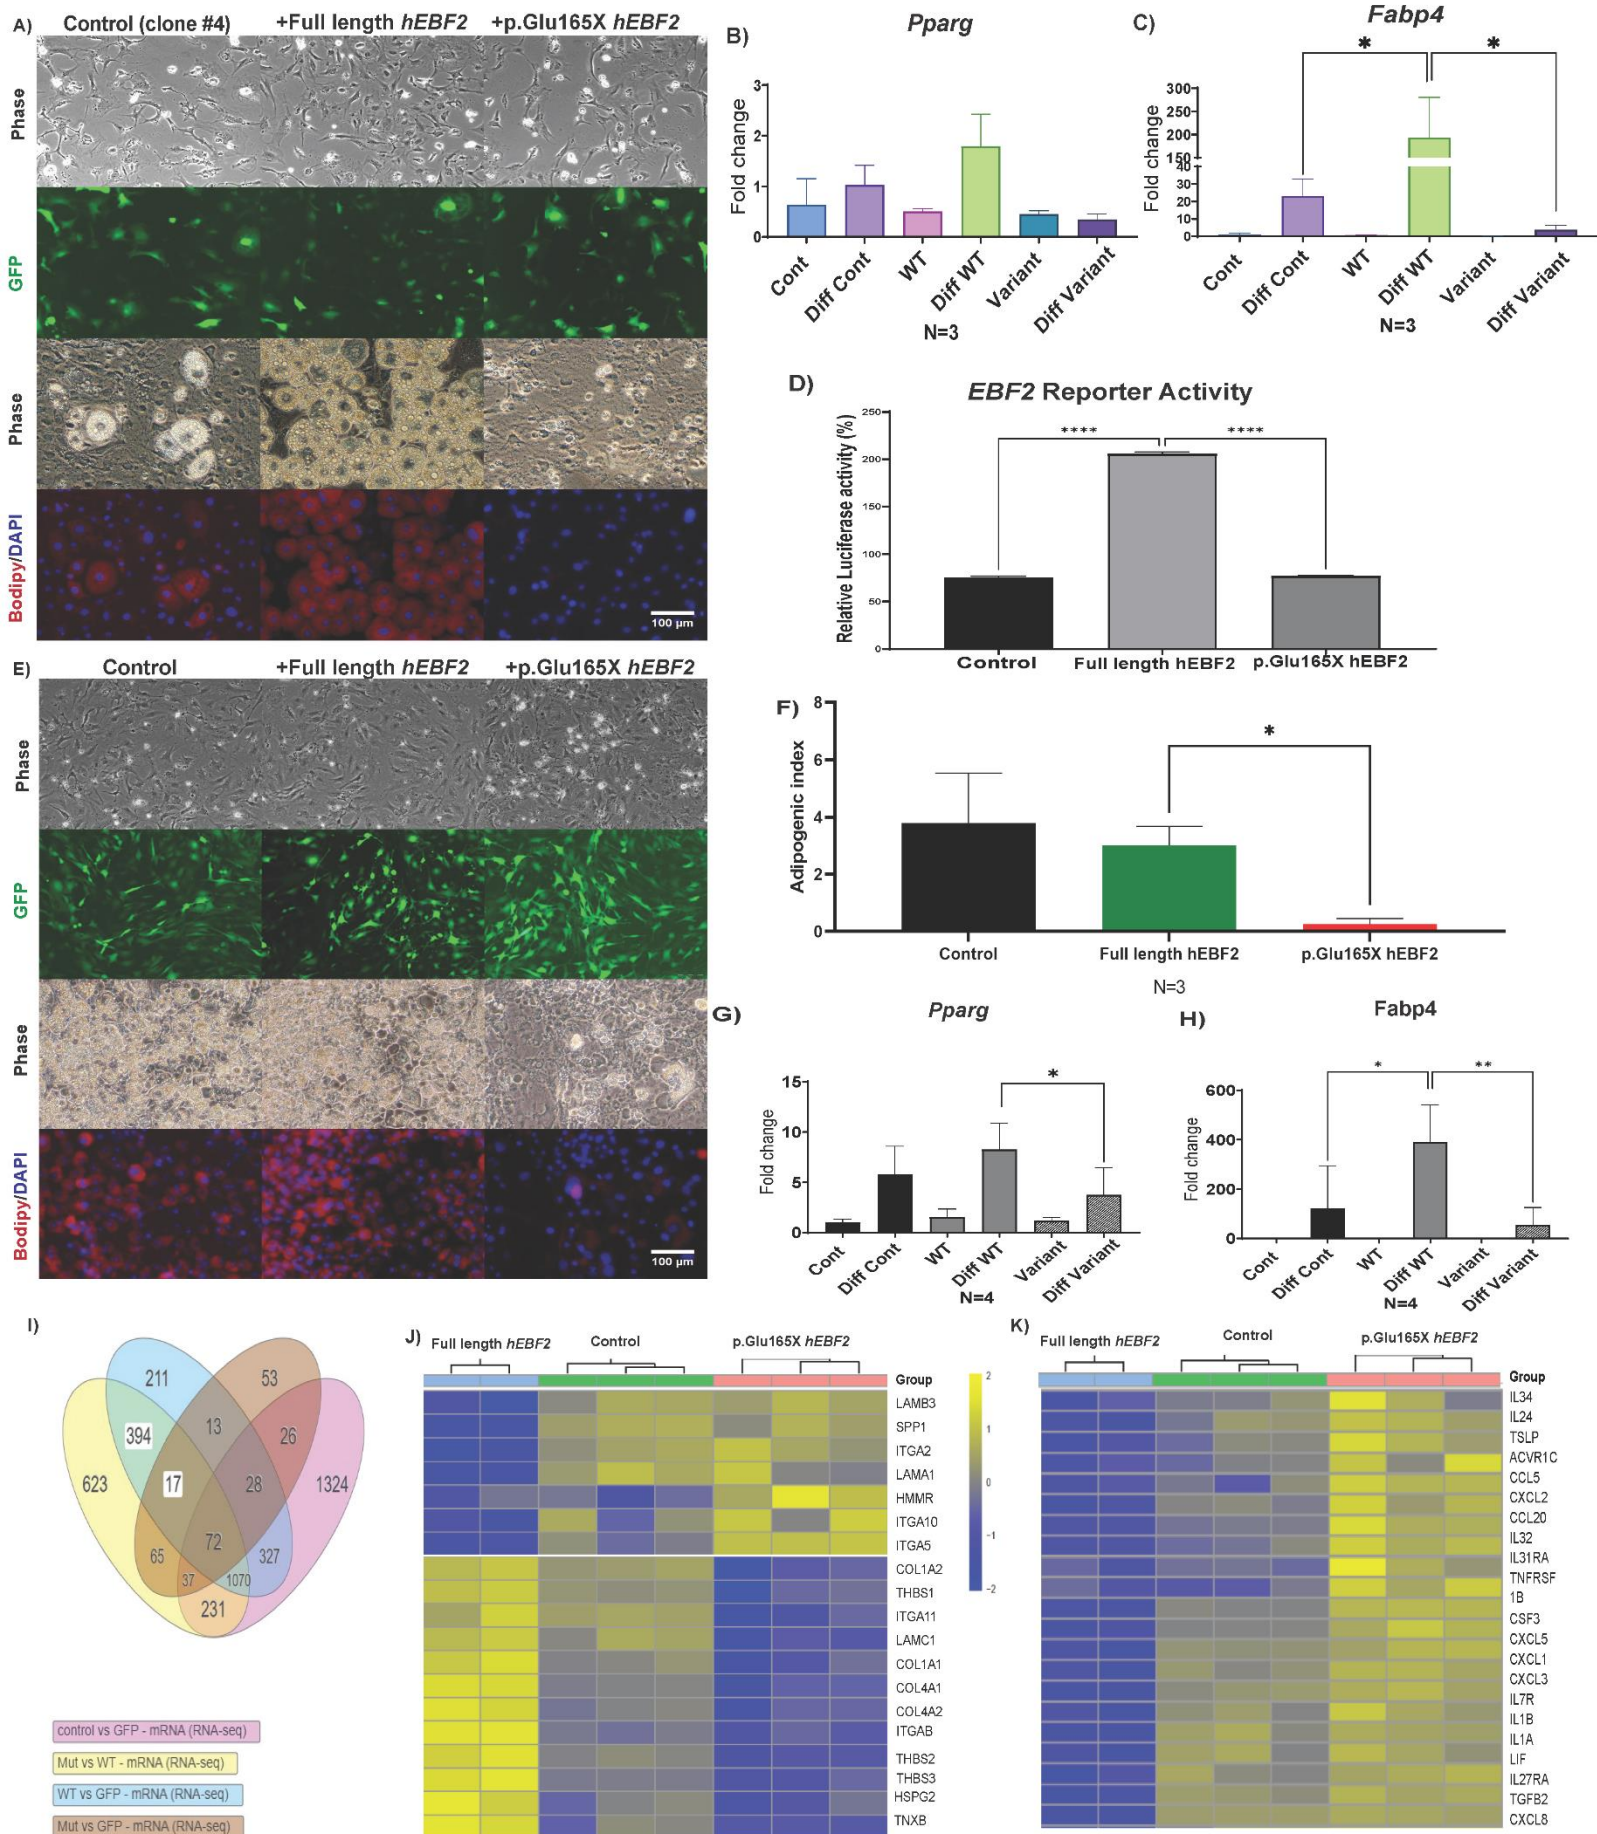 A)
Control (clone #4)
+Full length hEBF2
+p.Glu165X hEBF2
Phase
GFP
Phase
Bodipy/DAPI
100 µm
B)
Pparg
Fold change
3
2
1
0
Cont
Diff Cont
WT
Diff WT
Variant
Diff Variant
N=3
C)
Fabp4
* *
Fold change
300
250
200
150
40
30
20
10
0
Cont
Diff Cont
WT
Diff WT
Variant
Diff Variant
N=3
D)
EBF2 Reporter Activity
Relative Luciferase activity (%)
250
200
150
100
50
0
**** ****
Control
Full length hEBF2
p.Glu165X hEBF2
E)
Control
+Full length hEBF2
+p.Glu165X hEBF2
Phase
GFP
Phase
Bodipy/DAPI
100 µm
F)
Adipogenic index
8
6
4
2
0
*
Control
Full length hEBF2
p.Glu165X hEBF2
N=3
G)
Pparg
Fold change
15
10
5
0
*
Cont
Diff Cont
WT
Diff WT
Variant
Diff Variant
N=4
H)
Fabp4
Fold change
600
400
200
0
* **
Cont
Diff Cont
WT
Diff WT
Variant
Diff Variant
N=4
I)
211
53
394
13
26
623
17
28
1324
72
65
327
37
1070
231
control vs GFP - mRNA (RNA-seq)
Mut vs WT - mRNA (RNA-seq)
WT vs GFP - mRNA (RNA-seq)
Mut vs GFP - mRNA (RNA-seq)
J)
Full length hEBF2
Control
p.Glu165X hEBF2
Group
LAMB3
SPP1
ITGA2
LAMA1
HMMR
ITGA10
ITGA5
COL1A2
THBS1
ITGA11
LAMC1
COL1A1
COL4A1
COL4A2
ITGAB
THBS2
THBS3
HSPG2
TNXB
2
1
0
−1
−2
K)
Full length hEBF2
Control
p.Glu165X hEBF2
Group
IL34
IL24
TSLP
ACVR1C
CCL5
CXCL2
CCL20
IL32
IL31RA
TNFRSF
1B
CSF3
CXCL5
CXCL1
CXCL3
IL7R
IL1B
IL1A
LIF
IL27RA
TGFB2
CXCL8